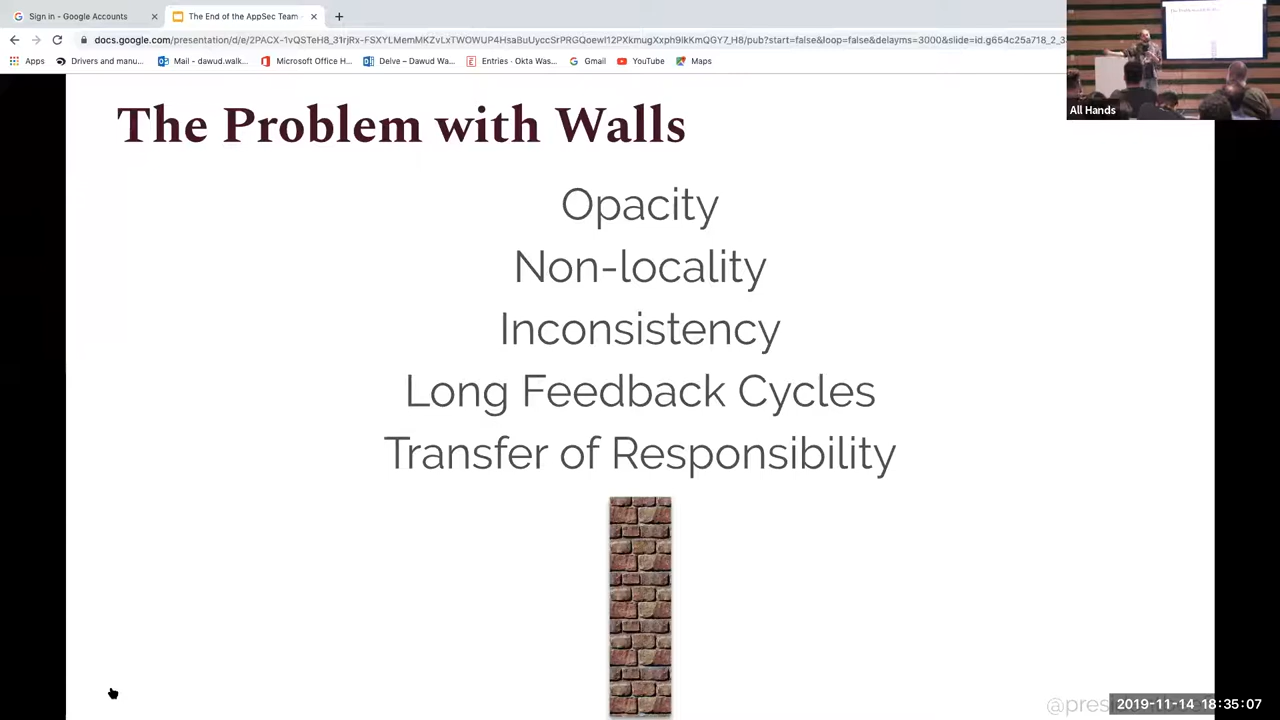 Sign in - Google Accounts
The End of the AppSec Team -
Apps
Drivers and manu...
Mail - dawud.walk...
Microsoft Office H...
Delve – Dawud Wa...
Entries · Okta Was...
Gmail
YouTube
Maps
All Hands
The Problem with Walls
Opacity
Non-locality
Inconsistency
Long Feedback Cycles
Transfer of Responsibility
2019-11-14 18:35:07